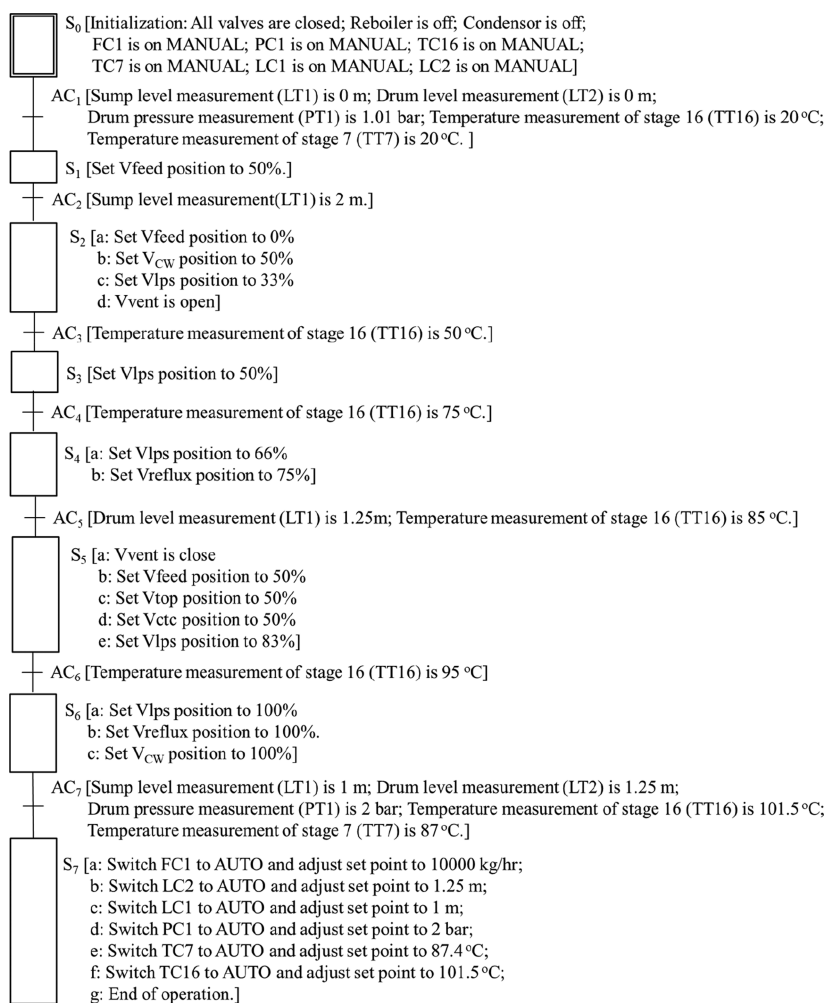 S₀ [Initialization: All valves are closed; Reboiler is off; Condensor is off;
FC1 is on MANUAL; PC1 is on MANUAL; TC16 is on MANUAL;
TC7 is on MANUAL; LC1 is on MANUAL; LC2 is on MANUAL]
AC₁ [Sump level measurement (LT1) is 0 m; Drum level measurement (LT2) is 0 m;
Drum pressure measurement (PT1) is 1.01 bar; Temperature measurement of stage 16 (TT16) is 20 °C;
Temperature measurement of stage 7 (TT7) is 20 °C. ]
S₁ [Set Vfeed position to 50%.]
AC₂ [Sump level measurement(LT1) is 2 m.]
S₂ [a: Set Vfeed position to 0%
b: Set V_CW position to 50%
c: Set Vlps position to 33%
d: Vvent is open]
AC₃ [Temperature measurement of stage 16 (TT16) is 50 °C.]
S₃ [Set Vlps position to 50%]
AC₄ [Temperature measurement of stage 16 (TT16) is 75 °C.]
S₄ [a: Set Vlps position to 66%
b: Set Vreflux position to 75%]
AC₅ [Drum level measurement (LT1) is 1.25m; Temperature measurement of stage 16 (TT16) is 85 °C.]
S₅ [a: Vvent is close
b: Set Vfeed position to 50%
c: Set Vtop position to 50%
d: Set Vctc position to 50%
e: Set Vlps position to 83%]
AC₆ [Temperature measurement of stage 16 (TT16) is 95 °C]
S₆ [a: Set Vlps position to 100%
b: Set Vreflux position to 100%.
c: Set V_CW position to 100%]
AC₇ [Sump level measurement (LT1) is 1 m; Drum level measurement (LT2) is 1.25 m;
Drum pressure measurement (PT1) is 2 bar; Temperature measurement of stage 16 (TT16) is 101.5 °C;
Temperature measurement of stage 7 (TT7) is 87 °C.]
S₇ [a: Switch FC1 to AUTO and adjust set point to 10000 kg/hr;
b: Switch LC2 to AUTO and adjust set point to 1.25 m;
c: Switch LC1 to AUTO and adjust set point to 1 m;
d: Switch PC1 to AUTO and adjust set point to 2 bar;
e: Switch TC7 to AUTO and adjust set point to 87.4 °C;
f: Switch TC16 to AUTO and adjust set point to 101.5 °C;
g: End of operation.]